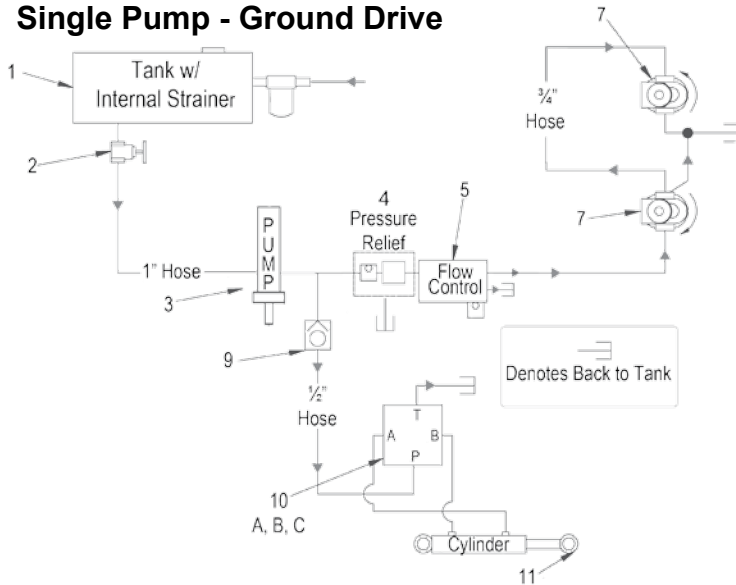 Single Pump - Ground Drive
1
Tank w/
Internal Strainer
7
¾"
Hose
2
4
Pressure
Relief
5
7
PUMP
1" Hose
Flow
Control
3
9
Denotes Back to Tank
½"
Hose
T
A
B
P
10
A, B, C
Cylinder
11